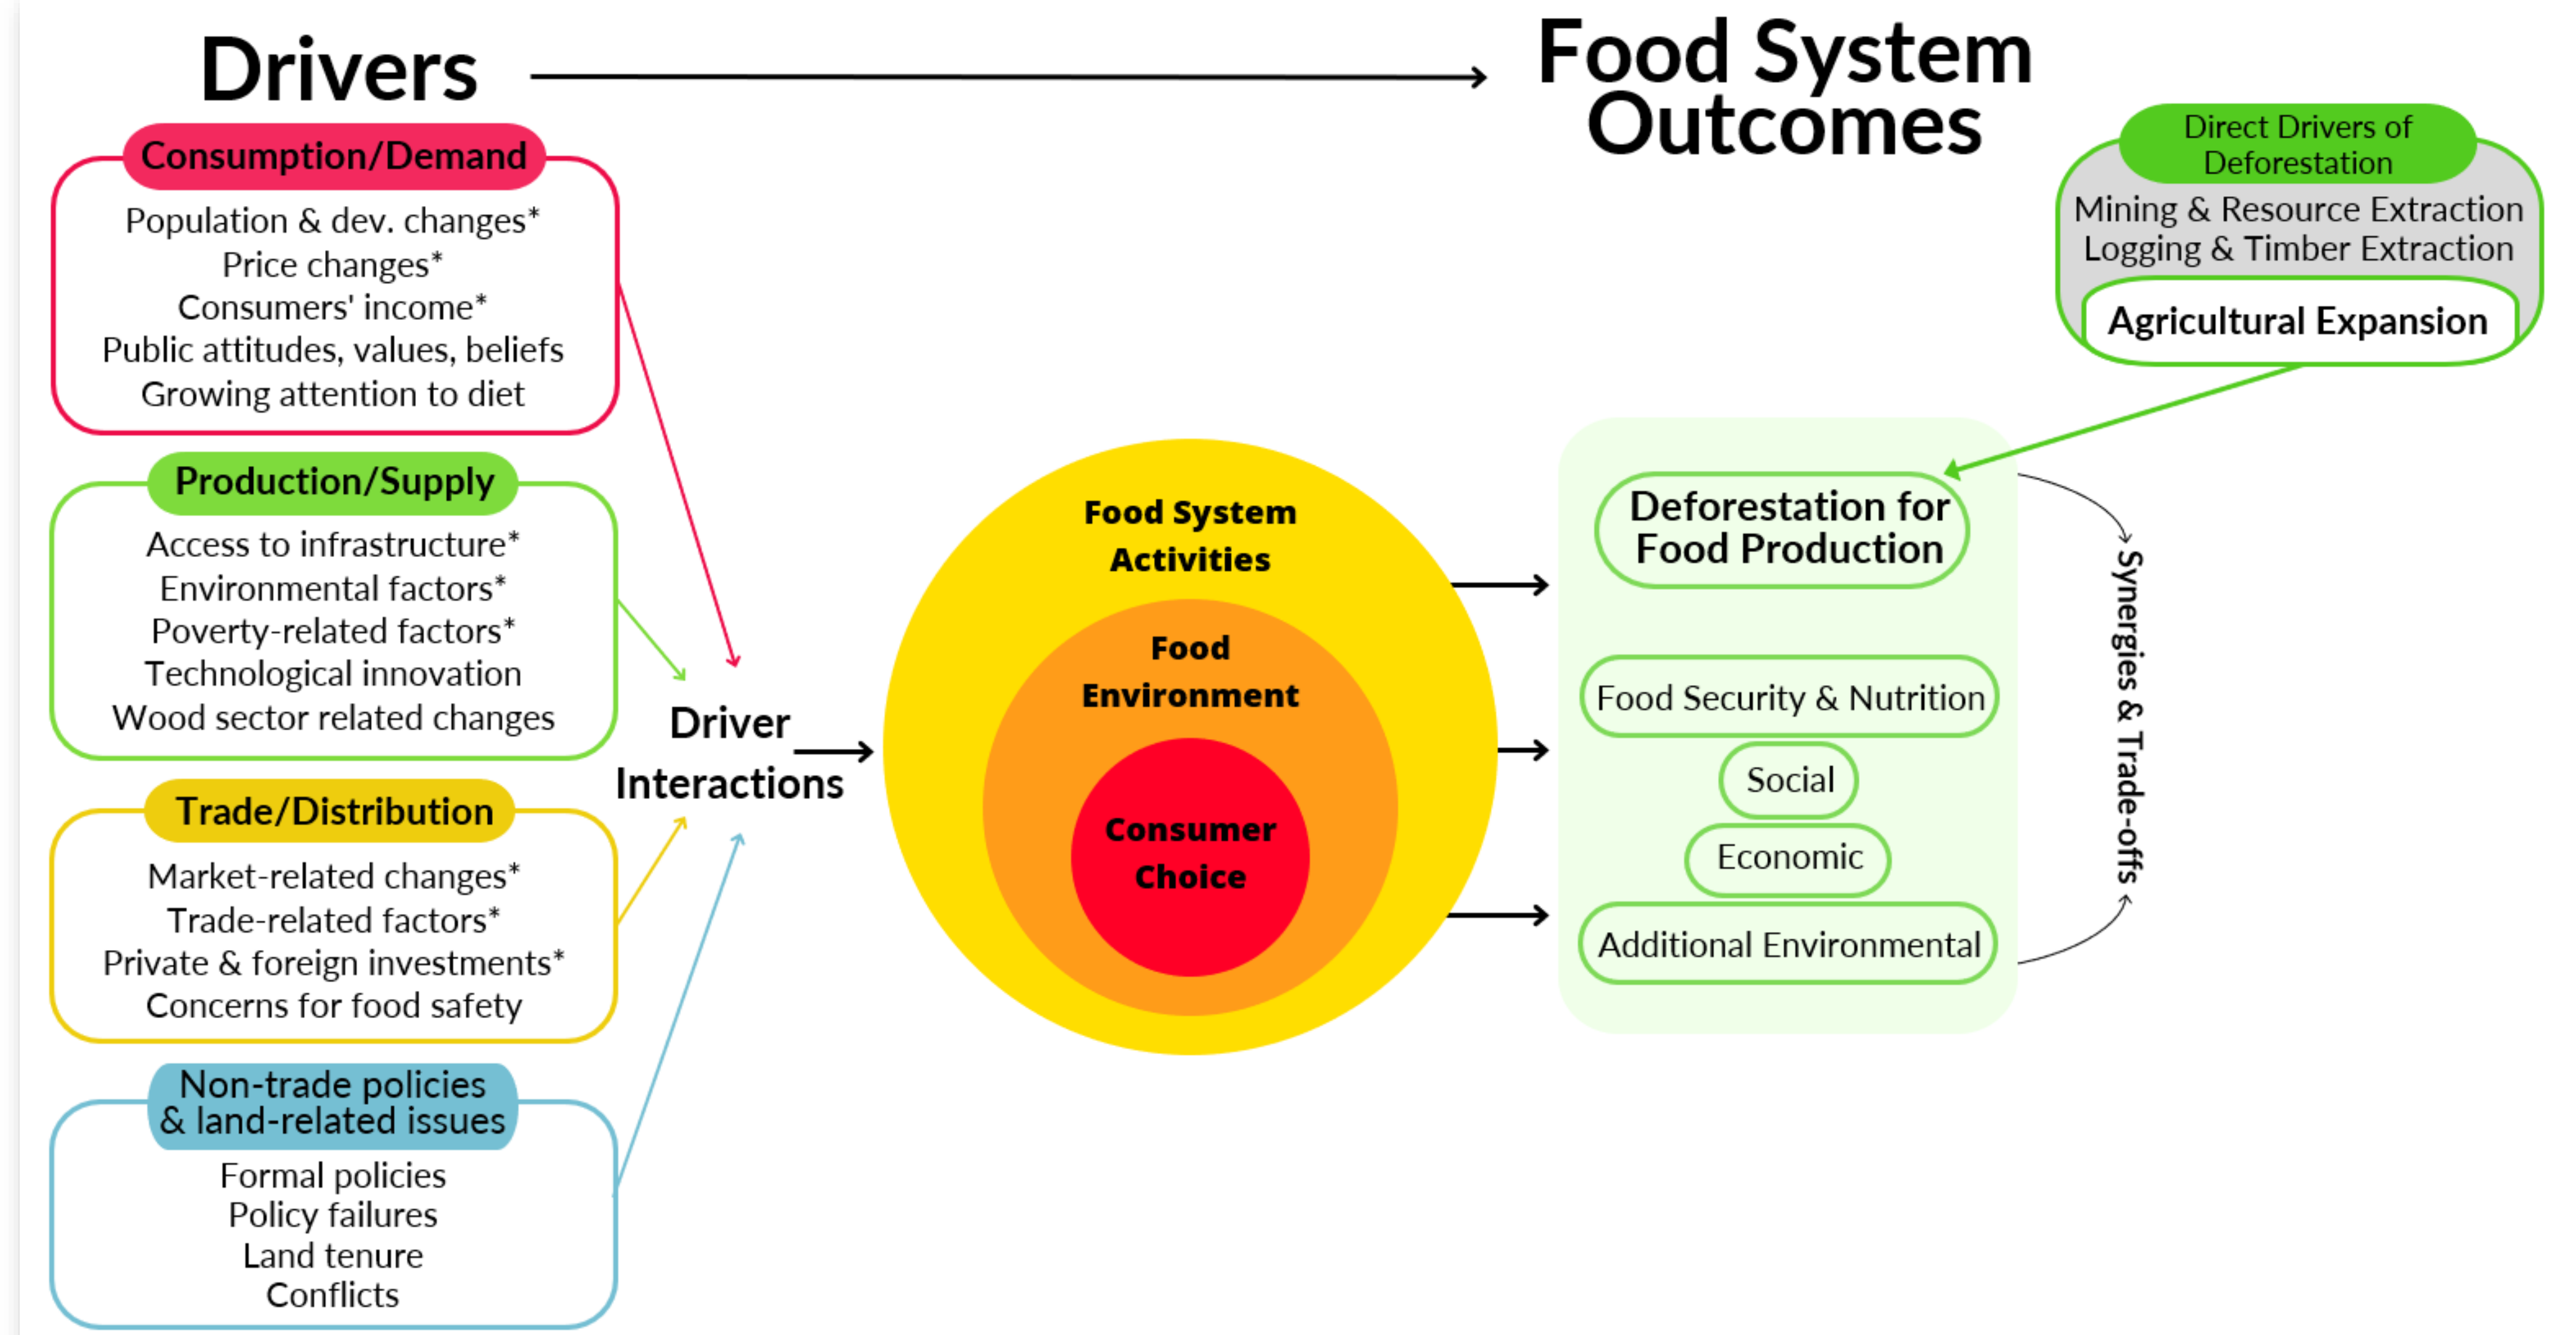 Drivers
Food System
Outcomes
Consumption/Demand
Population & dev. changes*
Price changes*
Consumers' income*
Public attitudes, values, beliefs
Growing attention to diet
Production/Supply
Access to infrastructure*
Environmental factors*
Poverty-related factors*
Technological innovation
Wood sector related changes
Trade/Distribution
Market-related changes*
Trade-related factors*
Private & foreign investments*
Concerns for food safety
Non-trade policies
& land-related issues
Formal policies
Policy failures
Land tenure
Conflicts
Driver
Interactions
Food System
Activities
Food
Environment
Consumer
Choice
Direct Drivers of
Deforestation
Mining & Resource Extraction
Logging & Timber Extraction
Agricultural Expansion
Deforestation for
Food Production
Food Security & Nutrition
Social
Economic
Additional Environmental
Synergies & Trade-offs